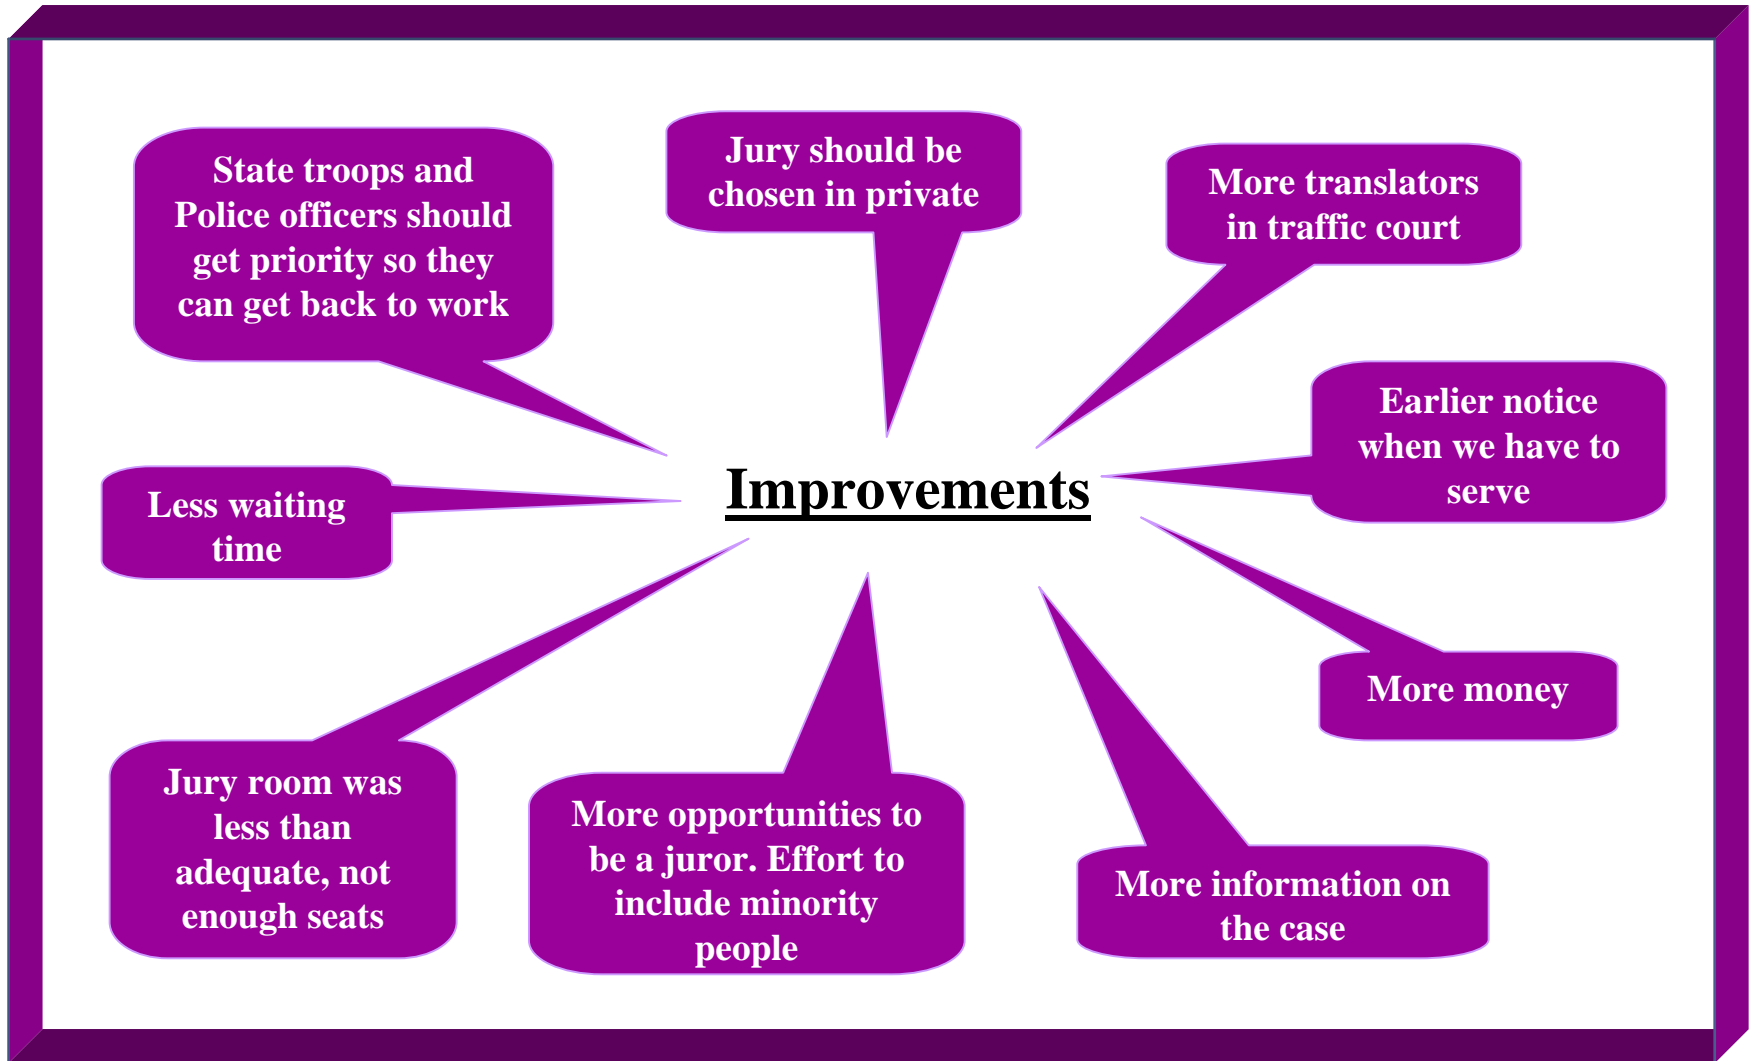 State troops and
Police officers should
get priority so they
can get back to work
Jury should be
chosen in private
More translators
in traffic court
Earlier notice
when we have to
serve
Improvements
Less waiting
time
More money
Jury room was
less than
adequate, not
enough seats
More opportunities to
be a juror. Effort to
include minority
people
More information on
the case